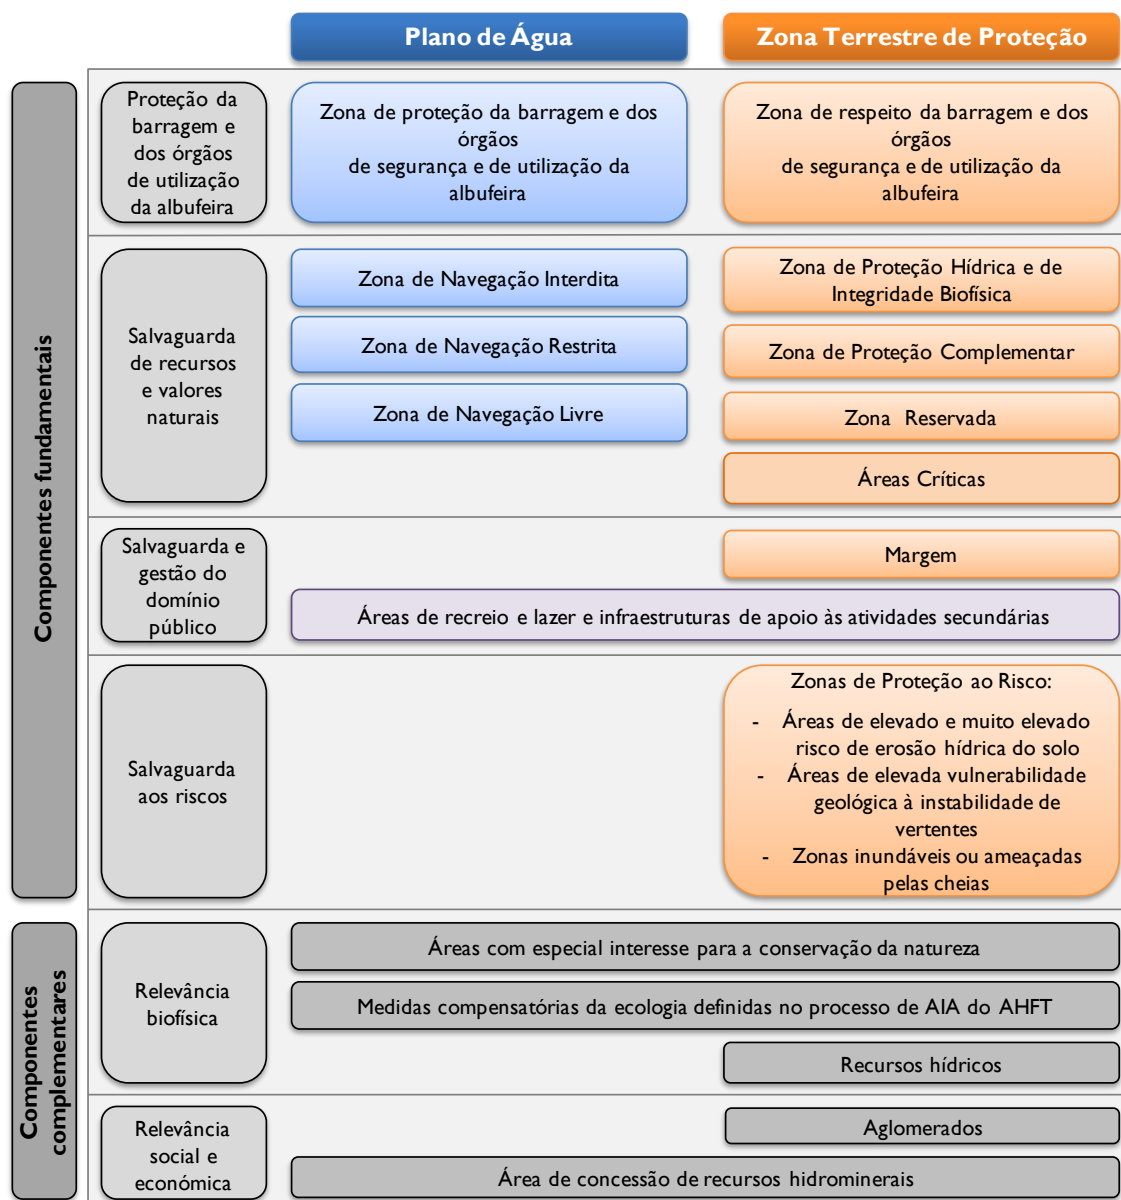 Plano de Água
Zona Terrestre de Proteção
Componentes fundamentais
Proteção da
barragem e
dos órgãos
de utilização
da albufeira
Zona de proteção da barragem e dos
órgãos
de segurança e de utilização da
albufeira
Zona de respeito da barragem e dos
órgãos
de segurança e de utilização da
albufeira
Salvaguarda
de recursos
e valores
naturais
Zona de Navegação Interdita
Zona de Navegação Restrita
Zona de Navegação Livre
Zona de Proteção Hídrica e de
Integridade Biofísica
Zona de Proteção Complementar
Zona Reservada
Áreas Críticas
Salvaguarda e
gestão do
domínio
público
Margem
Áreas de recreio e lazer e infraestruturas de apoio às atividades secundárias
Salvaguarda
aos riscos
Zonas de Proteção ao Risco:
- Áreas de elevado e muito elevado
risco de erosão hídrica do solo
- Áreas de elevada vulnerabilidade
geológica à instabilidade de
vertentes
- Zonas inundáveis ou ameaçadas
pelas cheias
Componentes
complementares
Relevância
biofísica
Áreas com especial interesse para a conservação da natureza
Medidas compensatórias da ecologia definidas no processo de AIA do AHFT
Recursos hídricos
Relevância
social e
económica
Aglomerados
Área de concessão de recursos hidrominerais